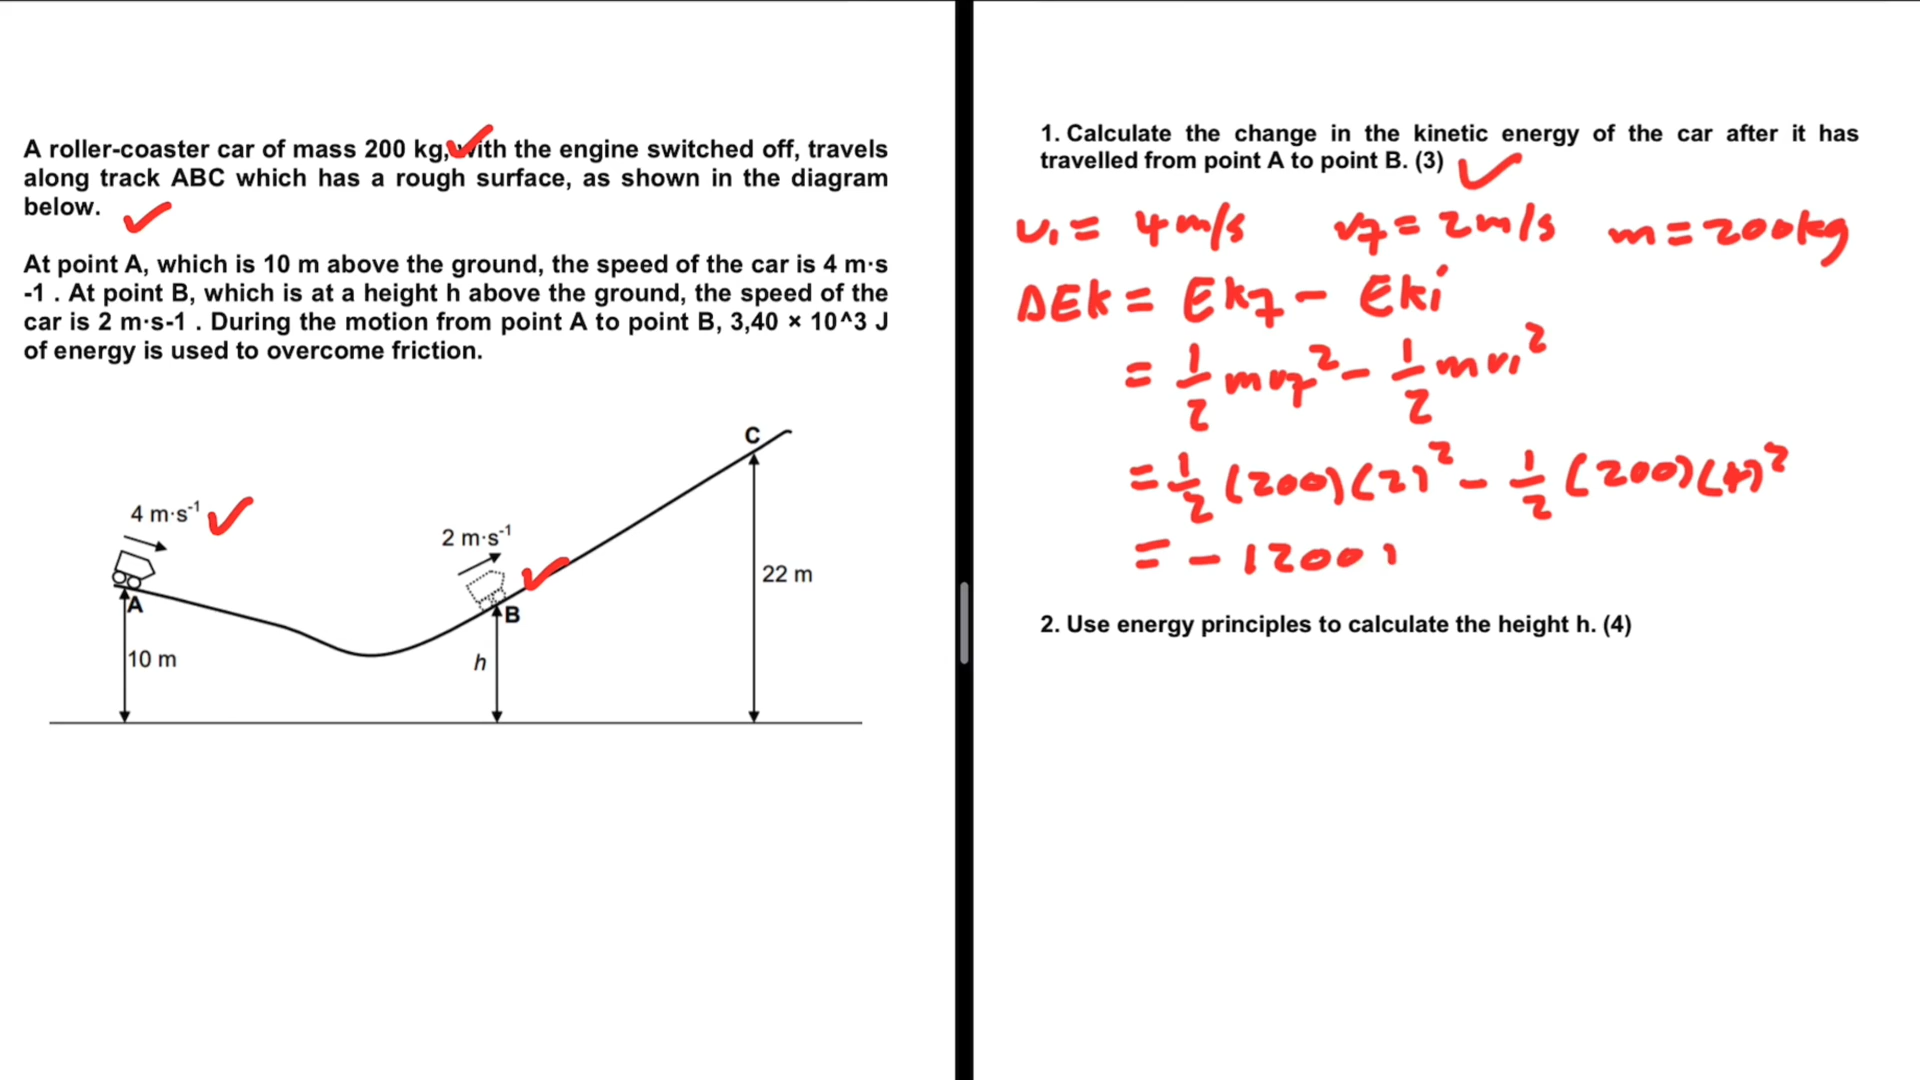 A roller-coaster car of mass 200 kg, with the engine switched off, travels
along track ABC which has a rough surface, as shown in the diagram
below.
At point A, which is 10 m above the ground, the speed of the car is 4 m·s
-1 . At point B, which is at a height h above the ground, the speed of the
car is 2 m·s-1 . During the motion from point A to point B, 3,40 × 10^3 J
of energy is used to overcome friction.
C
4 m·s⁻¹
2 m·s⁻¹
22 m
A
B
10 m
h
1. Calculate the change in the kinetic energy of the car after it has
travelled from point A to point B. (3)
vi = 4m/s vf = 2m/s m = 200kg
ΔEk = Ekf - Eki
= 1/2 mvf² - 1/2 mvi²
= 1/2 (200)(2)² - 1/2 (200)(4)²
= - 1200 J
2. Use energy principles to calculate the height h. (4)